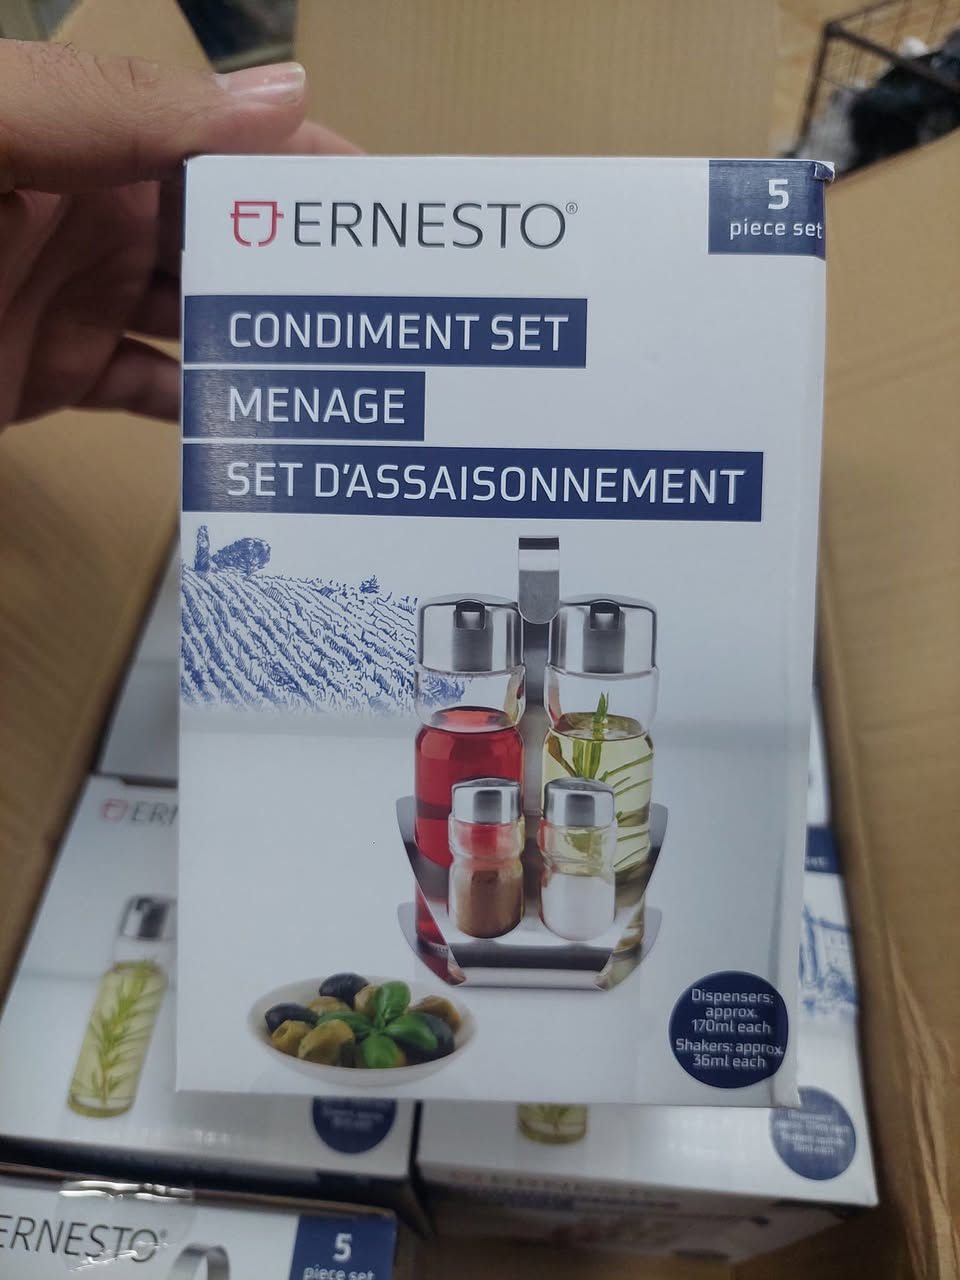 ERNESTO®
5
piece set
CONDIMENT SET
MENAGE
SET D'ASSAISONNEMENT
Dispensers:
approx.
170ml each
Shakers: approx.
36ml each
ERNESTO
5
piece set